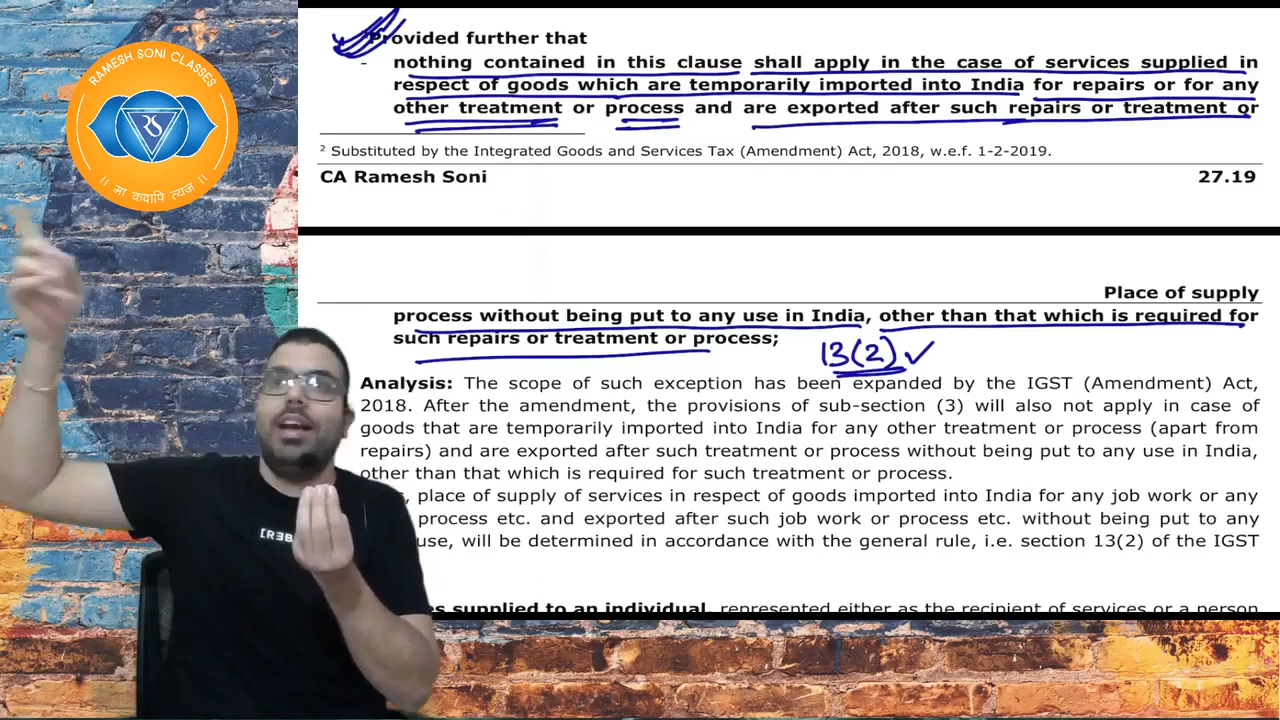 RAMESH SONI CLASSES
RS
॥ मा कदापि त्यज ॥
Provided further that
- nothing contained in this clause shall apply in the case of services supplied in
respect of goods which are temporarily imported into India for repairs or for any
other treatment or process and are exported after such repairs or treatment or
² Substituted by the Integrated Goods and Services Tax (Amendment) Act, 2018, w.e.f. 1-2-2019.
CA Ramesh Soni 27.19
Place of supply
process without being put to any use in India, other than that which is required for
such repairs or treatment or process;
13(2) ✓
Analysis: The scope of such exception has been expanded by the IGST (Amendment) Act,
2018. After the amendment, the provisions of sub-section (3) will also not apply in case of
goods that are temporarily imported into India for any other treatment or process (apart from
repairs) and are exported after such treatment or process without being put to any use in India,
other than that which is required for such treatment or process.
, place of supply of services in respect of goods imported into India for any job work or any
process etc. and exported after such job work or process etc. without being put to any
use, will be determined in accordance with the general rule, i.e. section 13(2) of the IGST
supplied to an individual, represented either as the recipient of services or a person
[R3B